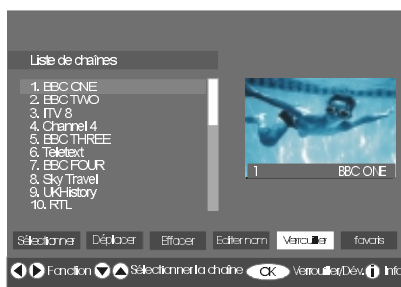 Liste de chaînes
1. BBC ONE
2. BBC TWO
3. ITV 8
4. Channel 4
5. BBC THREE
6. Teletext
7. BBC FOUR
8. Sky Travel
9. UKHistory
10. RTL
1 BBC ONE
Sélectionner Déplacer Effacer Editer nom Verrouiller favoris
Fonction Sélectionner la chaîne OK Verrouiller/Dév. i Info